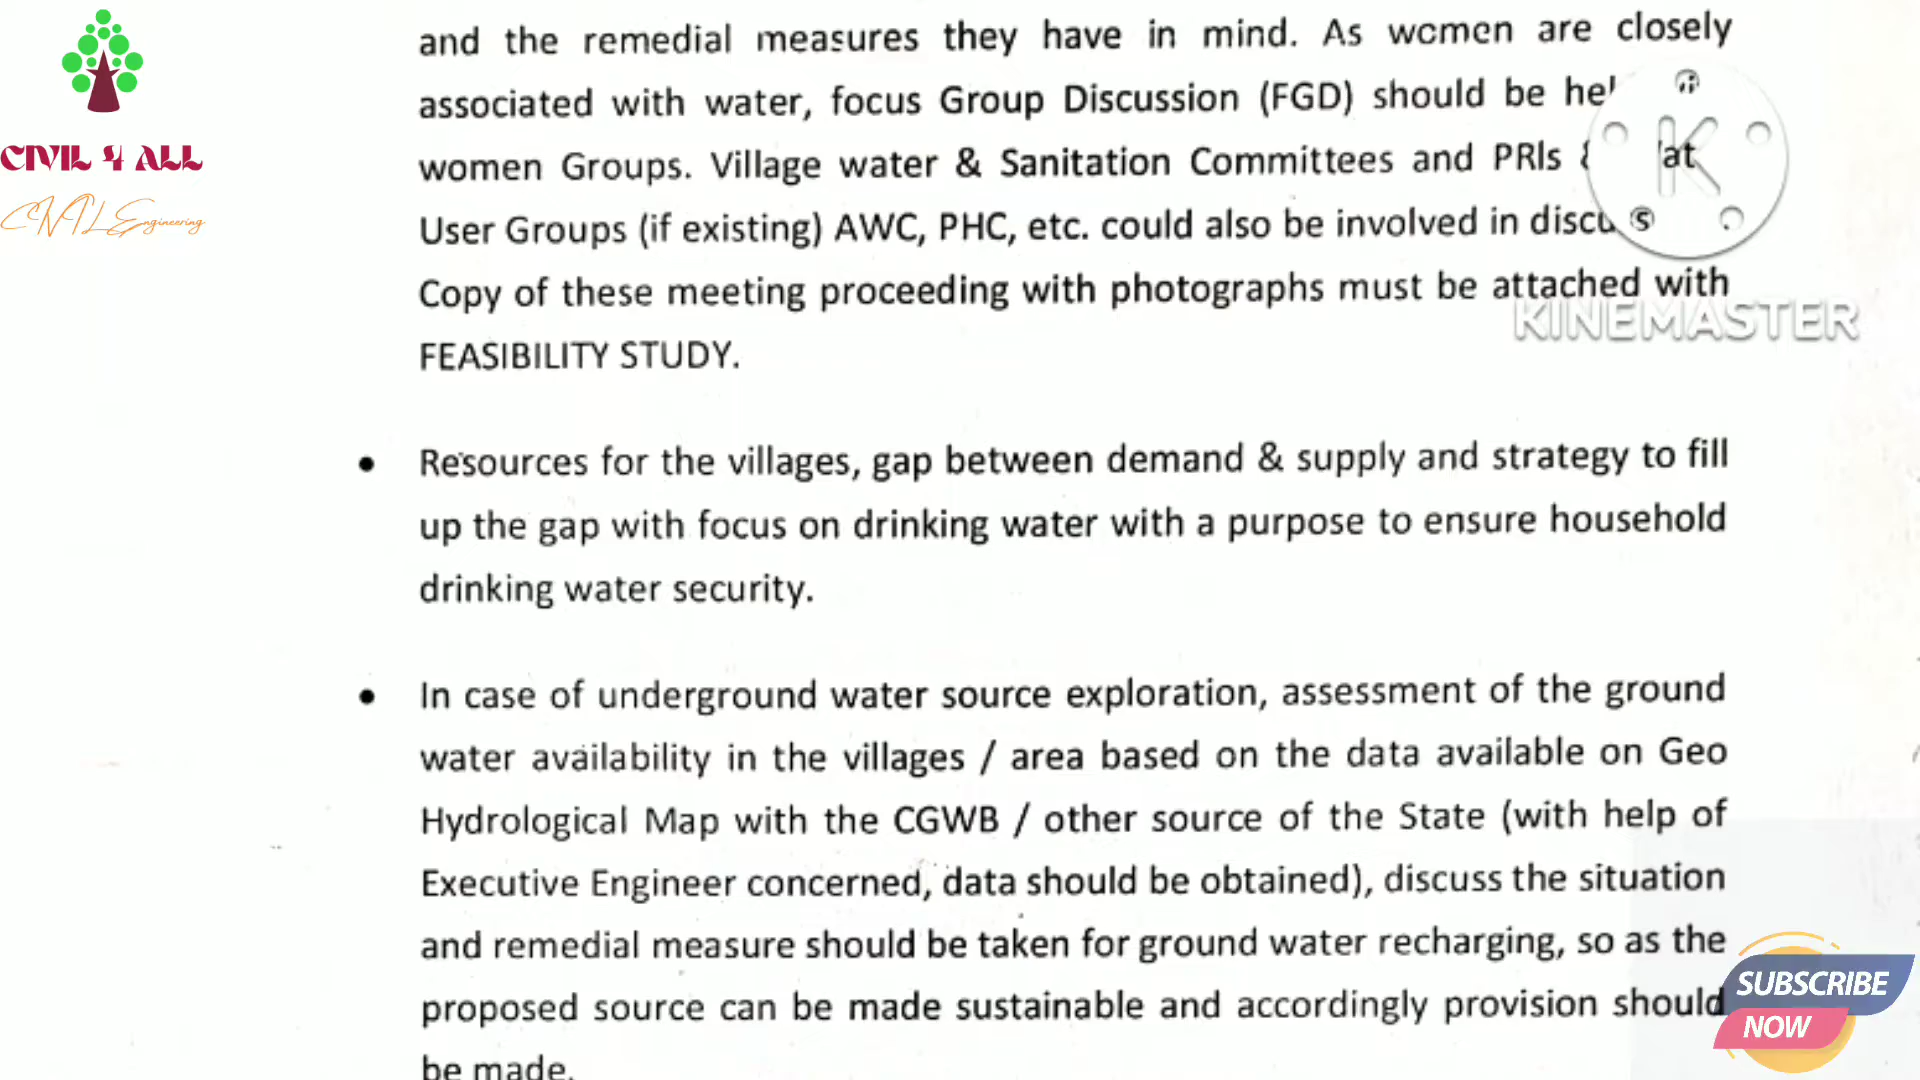 and the remedial measures they have in mind. As women are closely
associated with water, focus Group Discussion (FGD) should be
women Groups. Village water & Sanitation Committees and PRIs
User Groups (if existing) AWC, PHC, etc. could also be involved in
Copy of these meeting proceeding with photographs must be attached with
FEASIBILITY STUDY.
• Resources for the villages, gap between demand & supply and strategy to fill
up the gap with focus on drinking water with a purpose to ensure household
drinking water security.
• In case of underground water source exploration, assessment of the ground
water availability in the villages / area based on the data available on Geo
Hydrological Map with the CGWB / other source of the State (with help of
Executive Engineer concerned, data should be obtained), discuss the situation
and remedial measure should be taken for ground water recharging, so as the
proposed source can be made sustainable and accordingly provision should
be made.
CIVIL 4 ALL
CIVIL Engineering
K
KINEMASTER
SUBSCRIBE
NOW